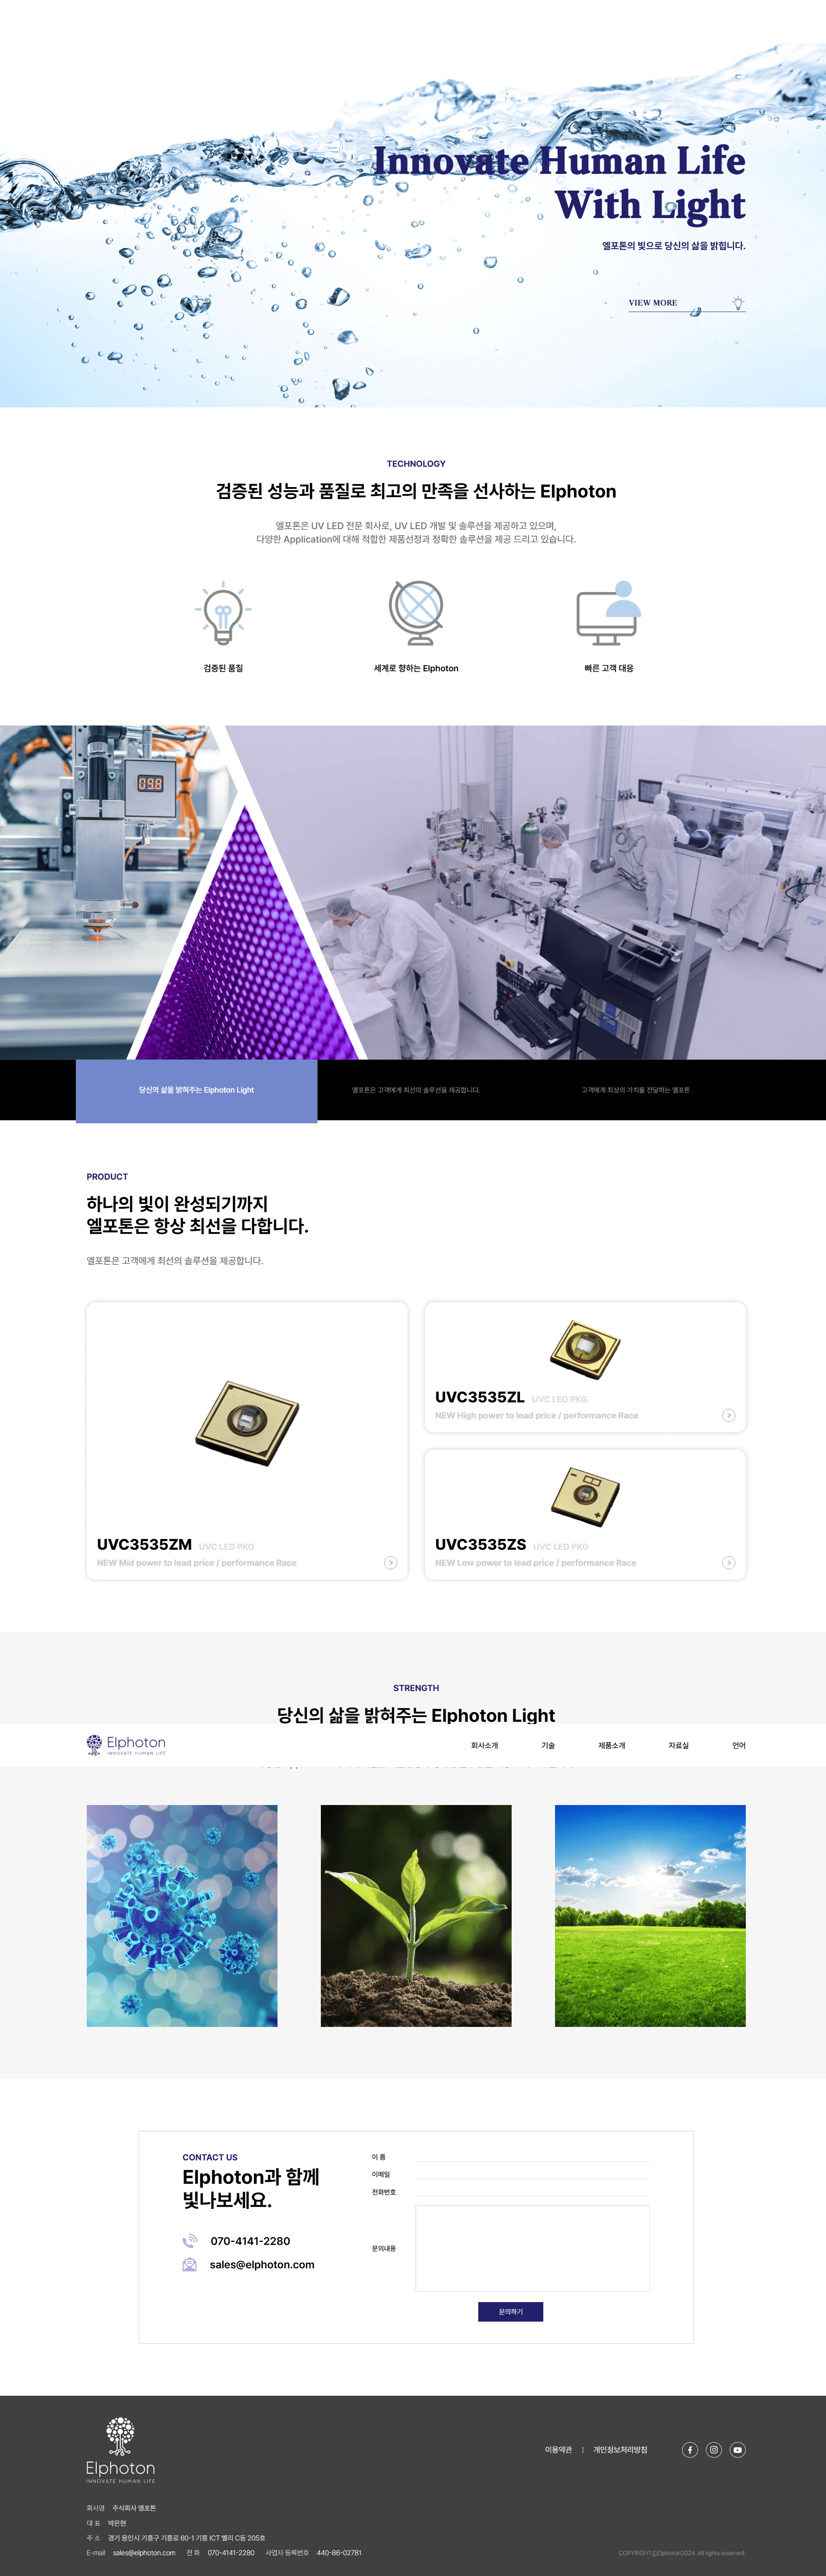 Innovate Human Life
With Light
엘포톤의 빛으로 당신의 삶을 밝힙니다.
VIEW MORE
TECHNOLOGY
검증된 성능과 품질로 최고의 만족을 선사하는 Elphoton
엘포톤은 UV LED 전문 회사로, UV LED 개발 및 솔루션을 제공하고 있으며,
다양한 Application에 대해 적합한 제품선정과 정확한 솔루션을 제공 드리고 있습니다.
검증된 품질
세계로 향하는 Elphoton
빠른 고객 대응
09.8
당신의 삶을 밝혀주는 Elphoton Light
엘포톤은 고객에게 최선의 솔루션을 제공합니다.
고객에게 최상의 가치를 전달하는 엘포톤
PRODUCT
하나의 빛이 완성되기까지
엘포톤은 항상 최선을 다합니다.
엘포톤은 고객에게 최선의 솔루션을 제공합니다.
UVC3535ZM UVC LED PKG
NEW Mid power to lead price / performance Race
UVC3535ZL UVC LED PKG
NEW High power to lead price / performance Race
UVC3535ZS UVC LED PKG
NEW Low power to lead price / performance Race
STRENGTH
당신의 삶을 밝혀주는 Elphoton Light
Elphoton
INNOVATE HUMAN LIFE
회사소개
기술
제품소개
자료실
언어
CONTACT US
Elphoton과 함께
빛나보세요.
070-4141-2280
sales@elphoton.com
이 름
이메일
전화번호
문의내용
문의하기
Elphoton
INNOVATE HUMAN LIFE
이용약관 | 개인정보처리방침
회사명 주식회사 엘포톤
대 표 박은현
주 소 경기 용인시 기흥구 기흥로 60-1 기흥 ICT 밸리 C동 205호
E-mail sales@elphoton.com 전 화 070-4141-2280 사업자 등록번호 440-86-02781
COPYRIGHTⓒElphoton2024. All rights reserved.